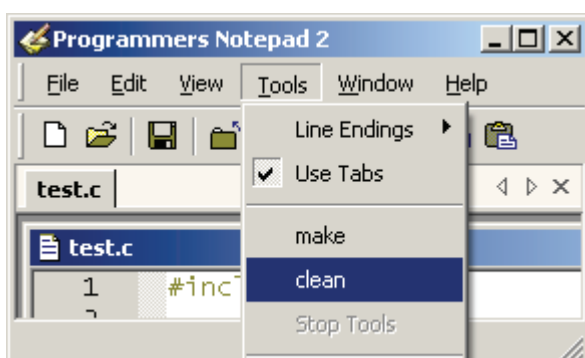 Programmers Notepad 2
File Edit View Tools Window Help
Line Endings
Use Tabs
test.c
make
test.c
clean
1 #incl
Stop Tools